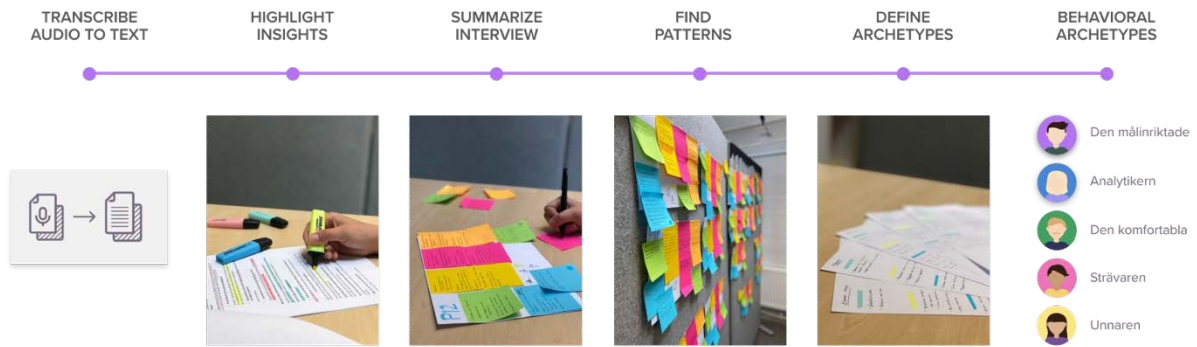 TRANSCRIBE
AUDIO TO TEXT
HIGHLIGHT
INSIGHTS
SUMMARIZE
INTERVIEW
FIND
PATTERNS
DEFINE
ARCHETYPES
BEHAVIORAL
ARCHETYPES
P12
Den målinriktade
Analytikern
Den komfortabla
Strävaren
Unnaren